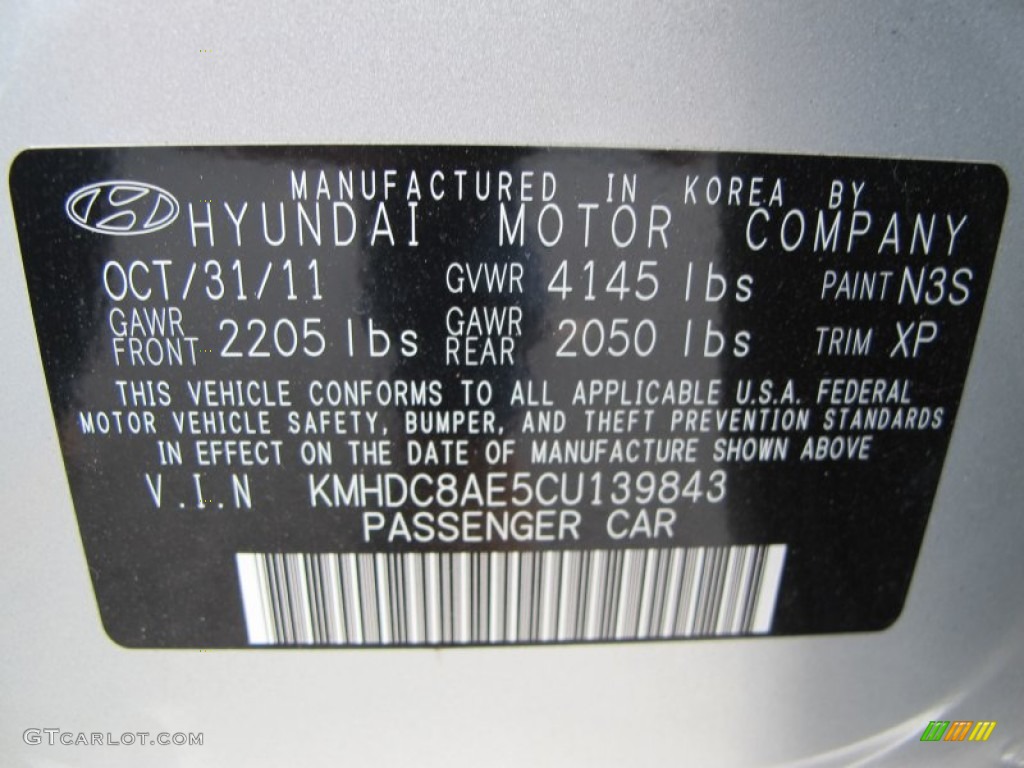 MANUFACTURED IN KOREA BY
HYUNDAI MOTOR COMPANY
OCT/31/11 GVWR 4145 lbs PAINT N3S
GAWR FRONT 2205 lbs GAWR REAR 2050 lbs TRIM XP
THIS VEHICLE CONFORMS TO ALL APPLICABLE U.S.A. FEDERAL
MOTOR VEHICLE SAFETY, BUMPER, AND THEFT PREVENTION STANDARDS
IN EFFECT ON THE DATE OF MANUFACTURE SHOWN ABOVE
V.I.N KMHDC8AE5CU139843
PASSENGER CAR
GTCARLOT.COM